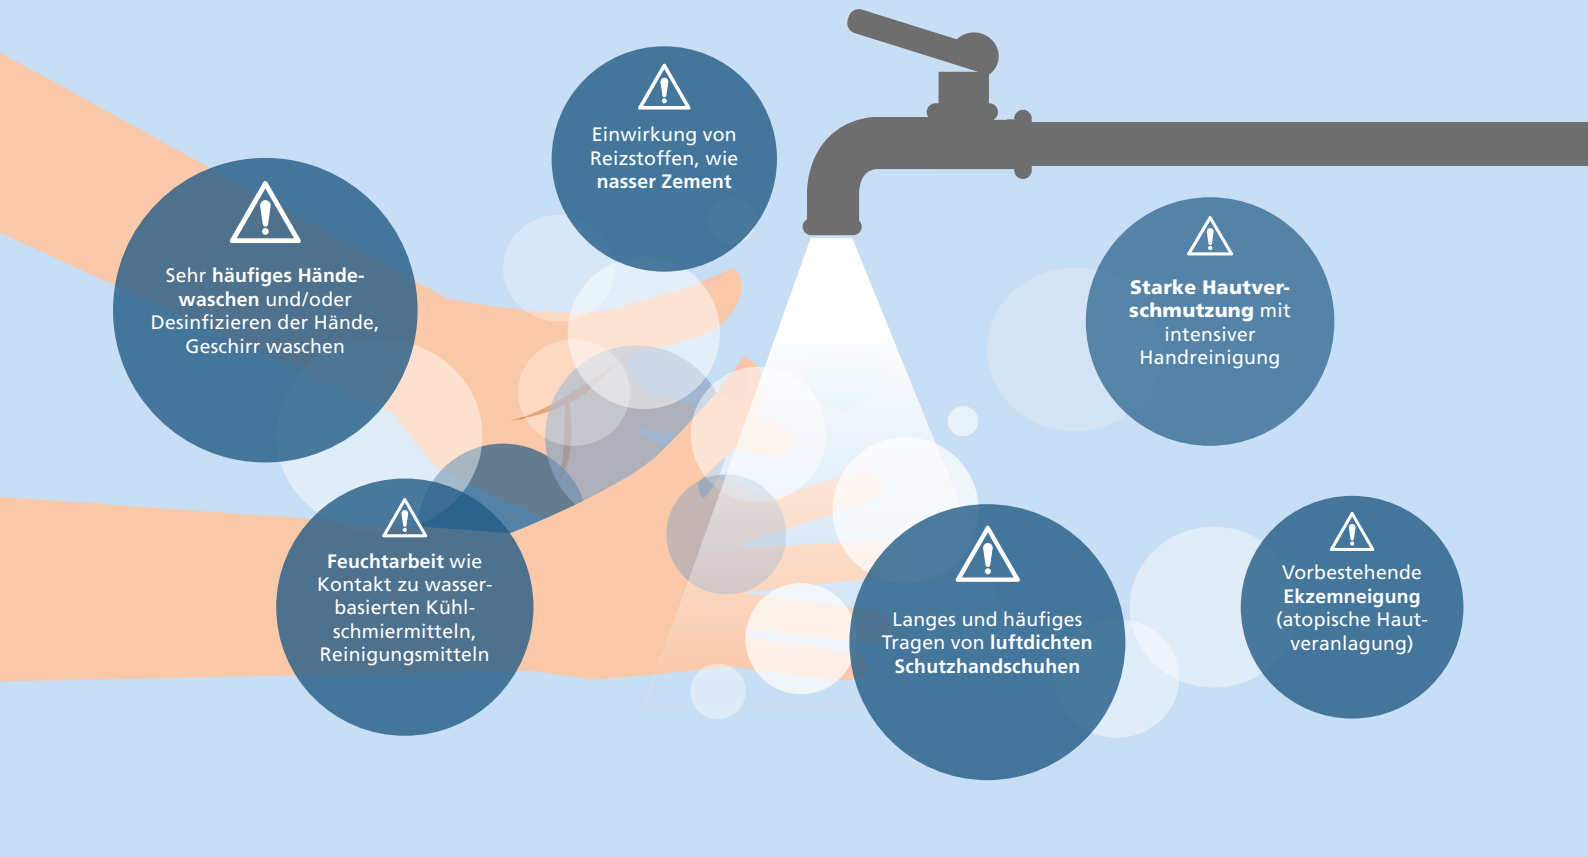 Einwirkung von
Reizstoffen, wie
nasser Zement
Sehr häufiges Hände-
waschen und/oder
Desinfizieren der Hände,
Geschirr waschen
Starke Hautver-
schmutzung mit
intensiver
Handreinigung
Feuchtarbeit wie
Kontakt zu wasser-
basierten Kühl-
schmiermitteln,
Reinigungsmitteln
Langes und häufiges
Tragen von luftdichten
Schutzhandschuhen
Vorbestehende
Ekzemneigung
(atopische Haut-
veranlagung)